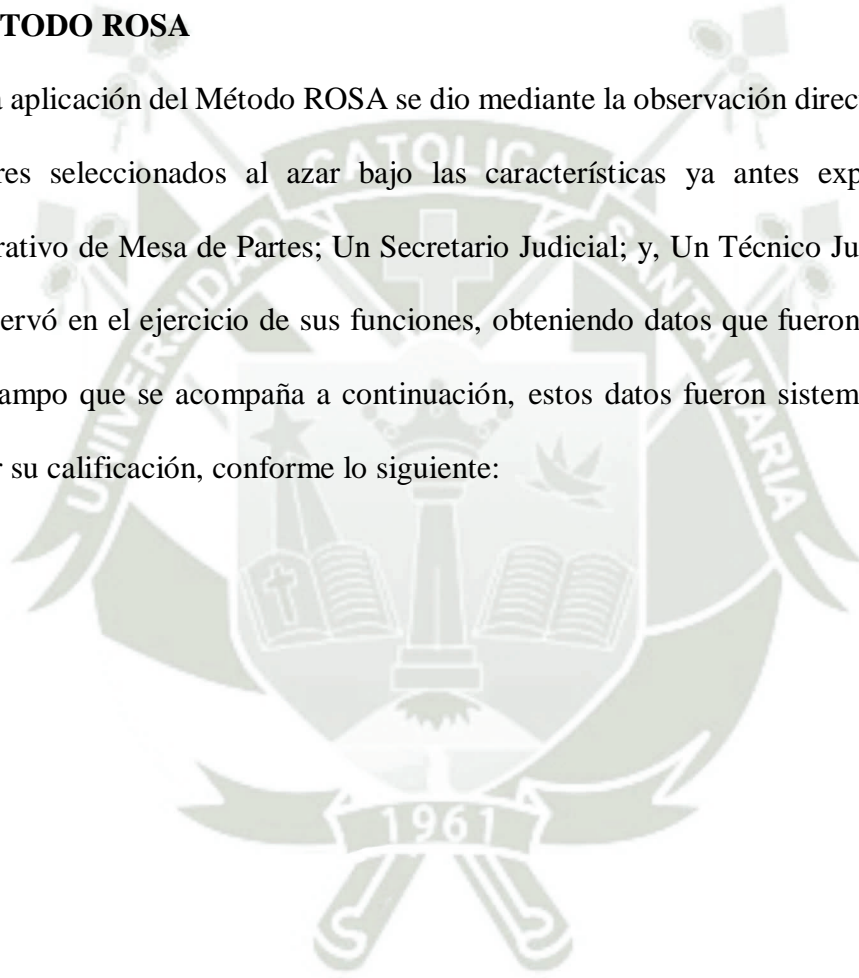 TODO ROSA
aplicación del Método ROSA se dio mediante la observación direc
res seleccionados al azar bajo las características ya antes exp
rativo de Mesa de Partes; Un Secretario Judicial; y, Un Técnico Ju
ervó en el ejercicio de sus funciones, obteniendo datos que fueron
ampo que se acompaña a continuación, estos datos fueron sistem
r su calificación, conforme lo siguiente:
UNIVERSIDAD CATOLICA SANTA MARIA
1961